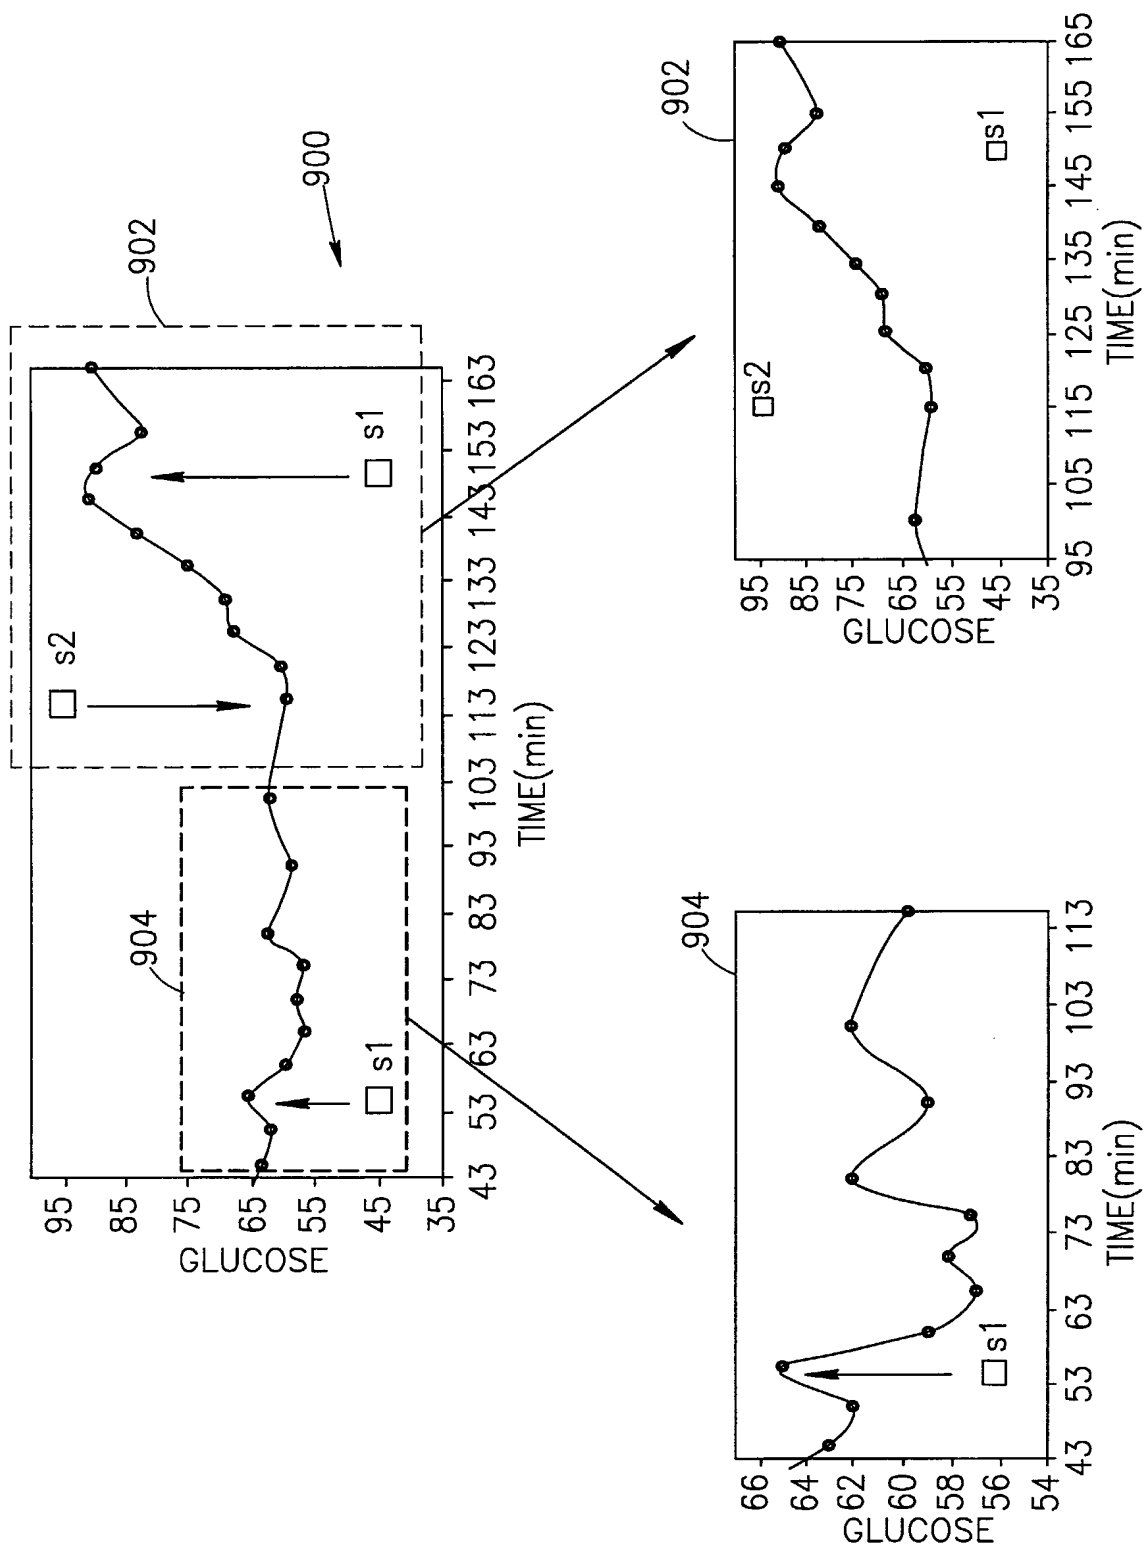 900
902
904
95
85
75
65
55
45
35
GLUCOSE
s2
s1
s1
43 53 63 73 83 93 103 113 123 133 143 153 163
TIME(min)
904
66
64
62
60
58
56
54
GLUCOSE
s1
43 53 63 73 83 93 103 113
TIME(min)
902
95
85
75
65
55
45
35
GLUCOSE
s2
s1
95 105 115 125 135 145 155 165
TIME(min)